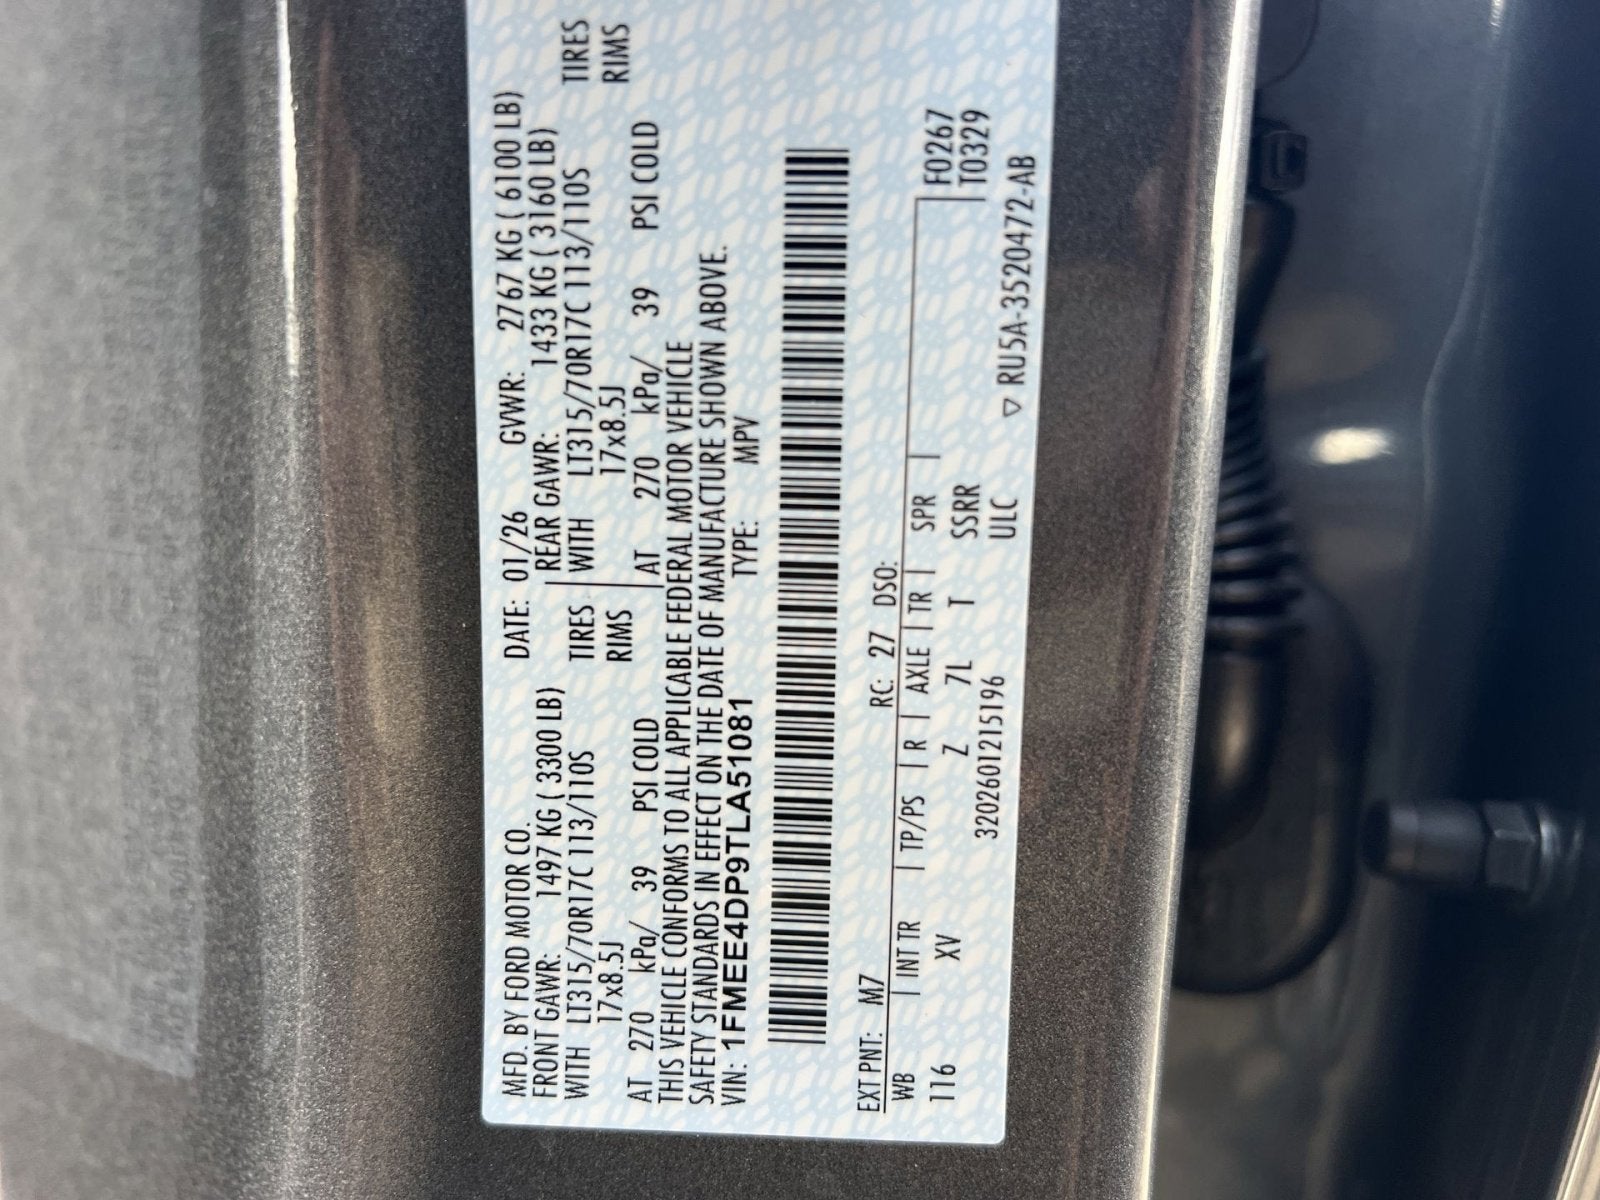 MFD. BY FORD MOTOR CO. DATE: 01/26 GVWR: 2767 KG ( 6100 LB)
FRONT GAWR: 1497 KG ( 3300 LB) REAR GAWR: 1433 KG ( 3160 LB)
WITH LT315/70R17C 113/110S TIRES WITH LT315/70R17C 113/110S TIRES
17x8.5J RIMS 17x8.5J RIMS
AT 270 kPa/ 39 PSI COLD AT 270 kPa/ 39 PSI COLD
THIS VEHICLE CONFORMS TO ALL APPLICABLE FEDERAL MOTOR VEHICLE
SAFETY STANDARDS IN EFFECT ON THE DATE OF MANUFACTURE SHOWN ABOVE.
VIN: 1FMEE4DP9TLA51081 TYPE: MPV
EXT PNT: M7 RC: 27 DSO: F0267
WB INT TR TP/PS R AXLE TR SPR T0329
116 XV Z 7L T SSRR
3202601215196 ULC ▽ RU5A-3520472-AB